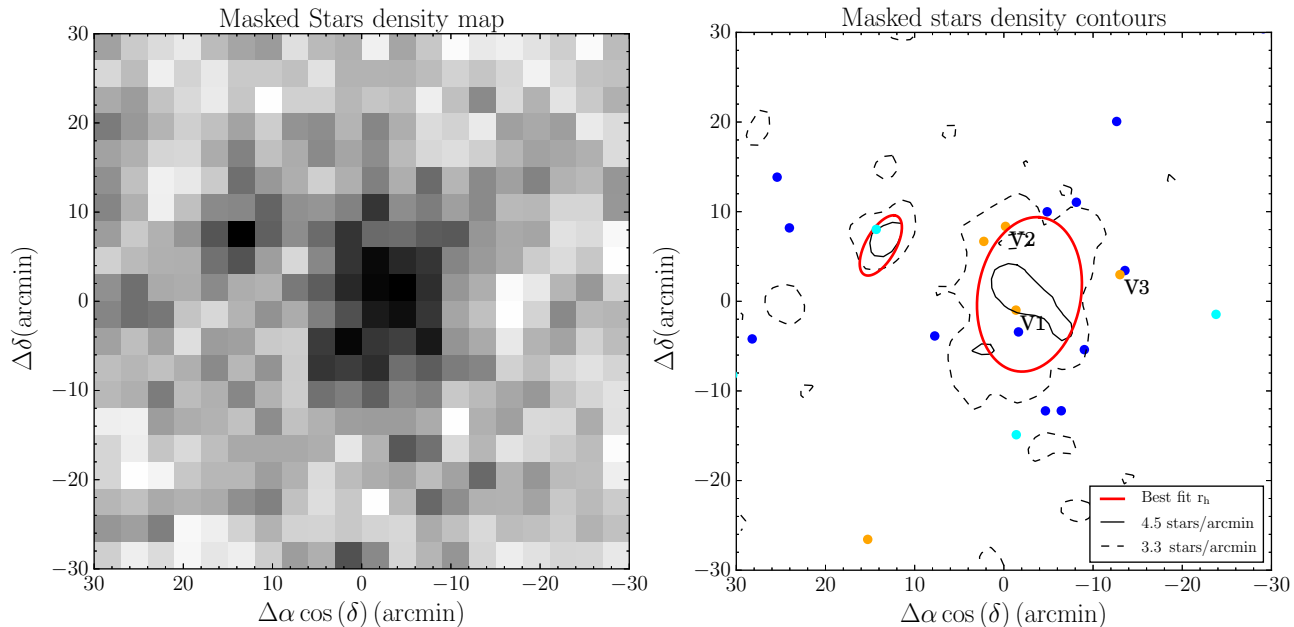 Masked Stars density map
30
20
10
0
−10
−20
−30
Δδ(arcmin)
30 20 10 0 −10 −20 −30
Δα cos (δ) (arcmin)
Masked stars density contours
30
20
10
0
−10
−20
−30
Δδ(arcmin)
V2
V3
V1
Best fit r_h
4.5 stars/arcmin
3.3 stars/arcmin
30 20 10 0 −10 −20 −30
Δα cos (δ) (arcmin)